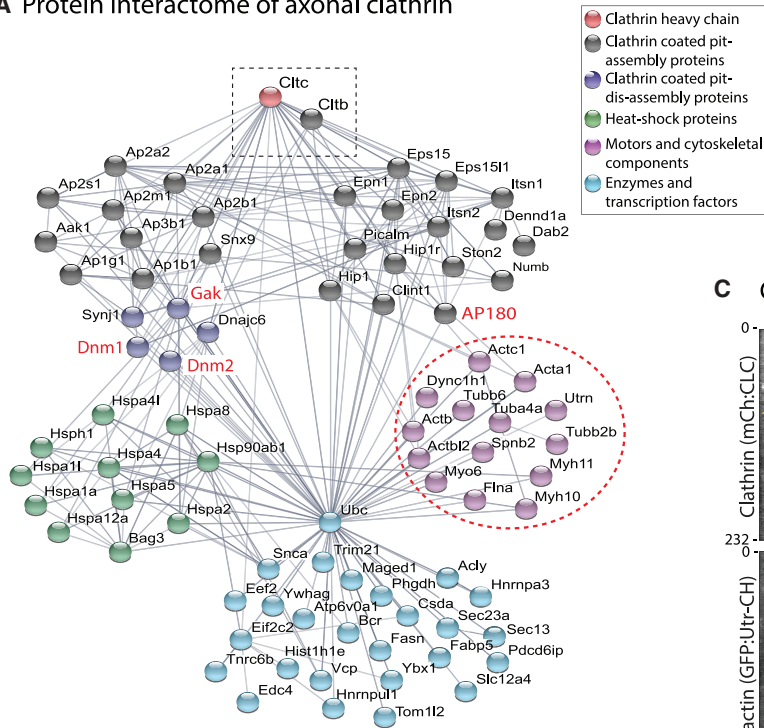 A Protein interactome of axonal clathrin
Clathrin heavy chain
Clathrin coated pit-
assembly proteins
Clathrin coated pit-
dis-assembly proteins
Heat-shock proteins
Motors and cytoskeletal
components
Enzymes and
transcription factors
Cltc
Cltb
Ap2a2
Ap2a1
Ap2s1
Ap2m1
Ap2b1
Aak1
Ap3b1
Snx9
Ap1g1
Ap1b1
Eps15
Eps15l1
Epn1
Epn2
Itsn1
Itsn2
Dennd1a
Dab2
Picalm
Hip1r
Ston2
Numb
Hip1
Clint1
AP180
Synj1
Gak
Dnajc6
Dnm1
Dnm2
Actc1
Acta1
Dync1h1
Tubb6
Utrn
Tuba4a
Actb
Tubb2b
Actbl2
Spnb2
Myo6
Myh11
Flna
Myh10
Hspa4l
Hspa8
Hsph1
Hspa4
Hsp90ab1
Hspa1l
Hspa5
Hspa1a
Hspa12a
Hspa2
Bag3
Ubc
Snca
Trim21
Maged1
Acly
Phgdh
Hnrnpa3
Eef2
Ywhag
Atp6v0a1
Csda
Bcr
Sec23a
Sec13
Eif2c2
Fasn
Fabp5
Pdcd6ip
Tnrc6b
Hist1h1e
Vcp
Ybx1
Slc12a4
Edc4
Hnrnpul1
Tom1l2
C
0
Clathrin (mCh:CLC)
232
0
actin (GFP:Utr-CH)